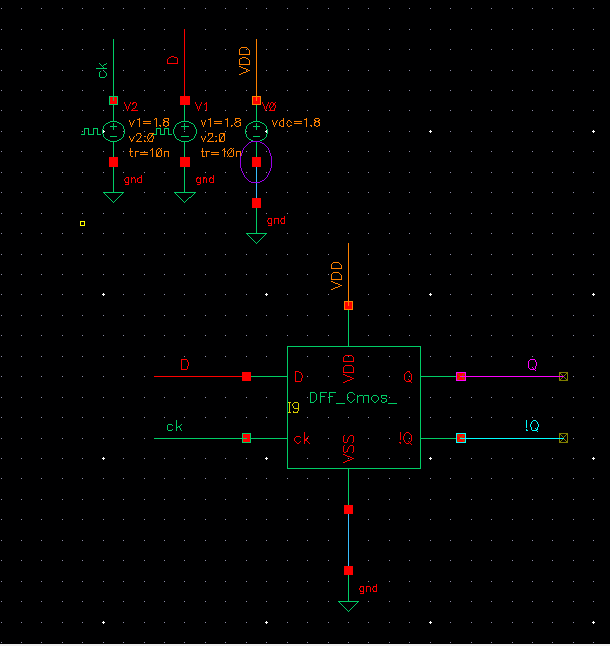 ck
D
VDD
V2
V1
V0
v1=1.8
v1=1.8
vdc=1.8
v2:0
v2:0
tr=10n
tr=10n
gnd
gnd
gnd
VDD
D
Q
D
VDD
Q
DFF_Cmos_
I9
ck
!Q
ck
VSS
!Q
gnd